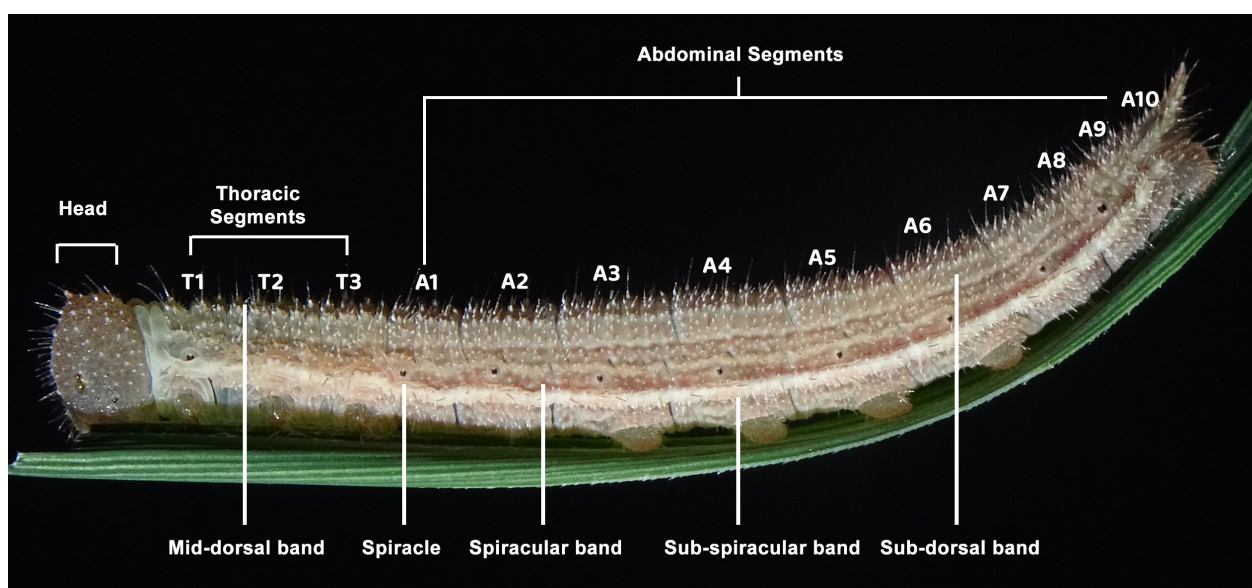 Abdominal Segments
A10
A9
A8
A7
A6
A5
A4
A3
A2
A1
Thoracic
Segments
Head
T1
T2
T3
Mid-dorsal band
Spiracle
Spiracular band
Sub-spiracular band
Sub-dorsal band